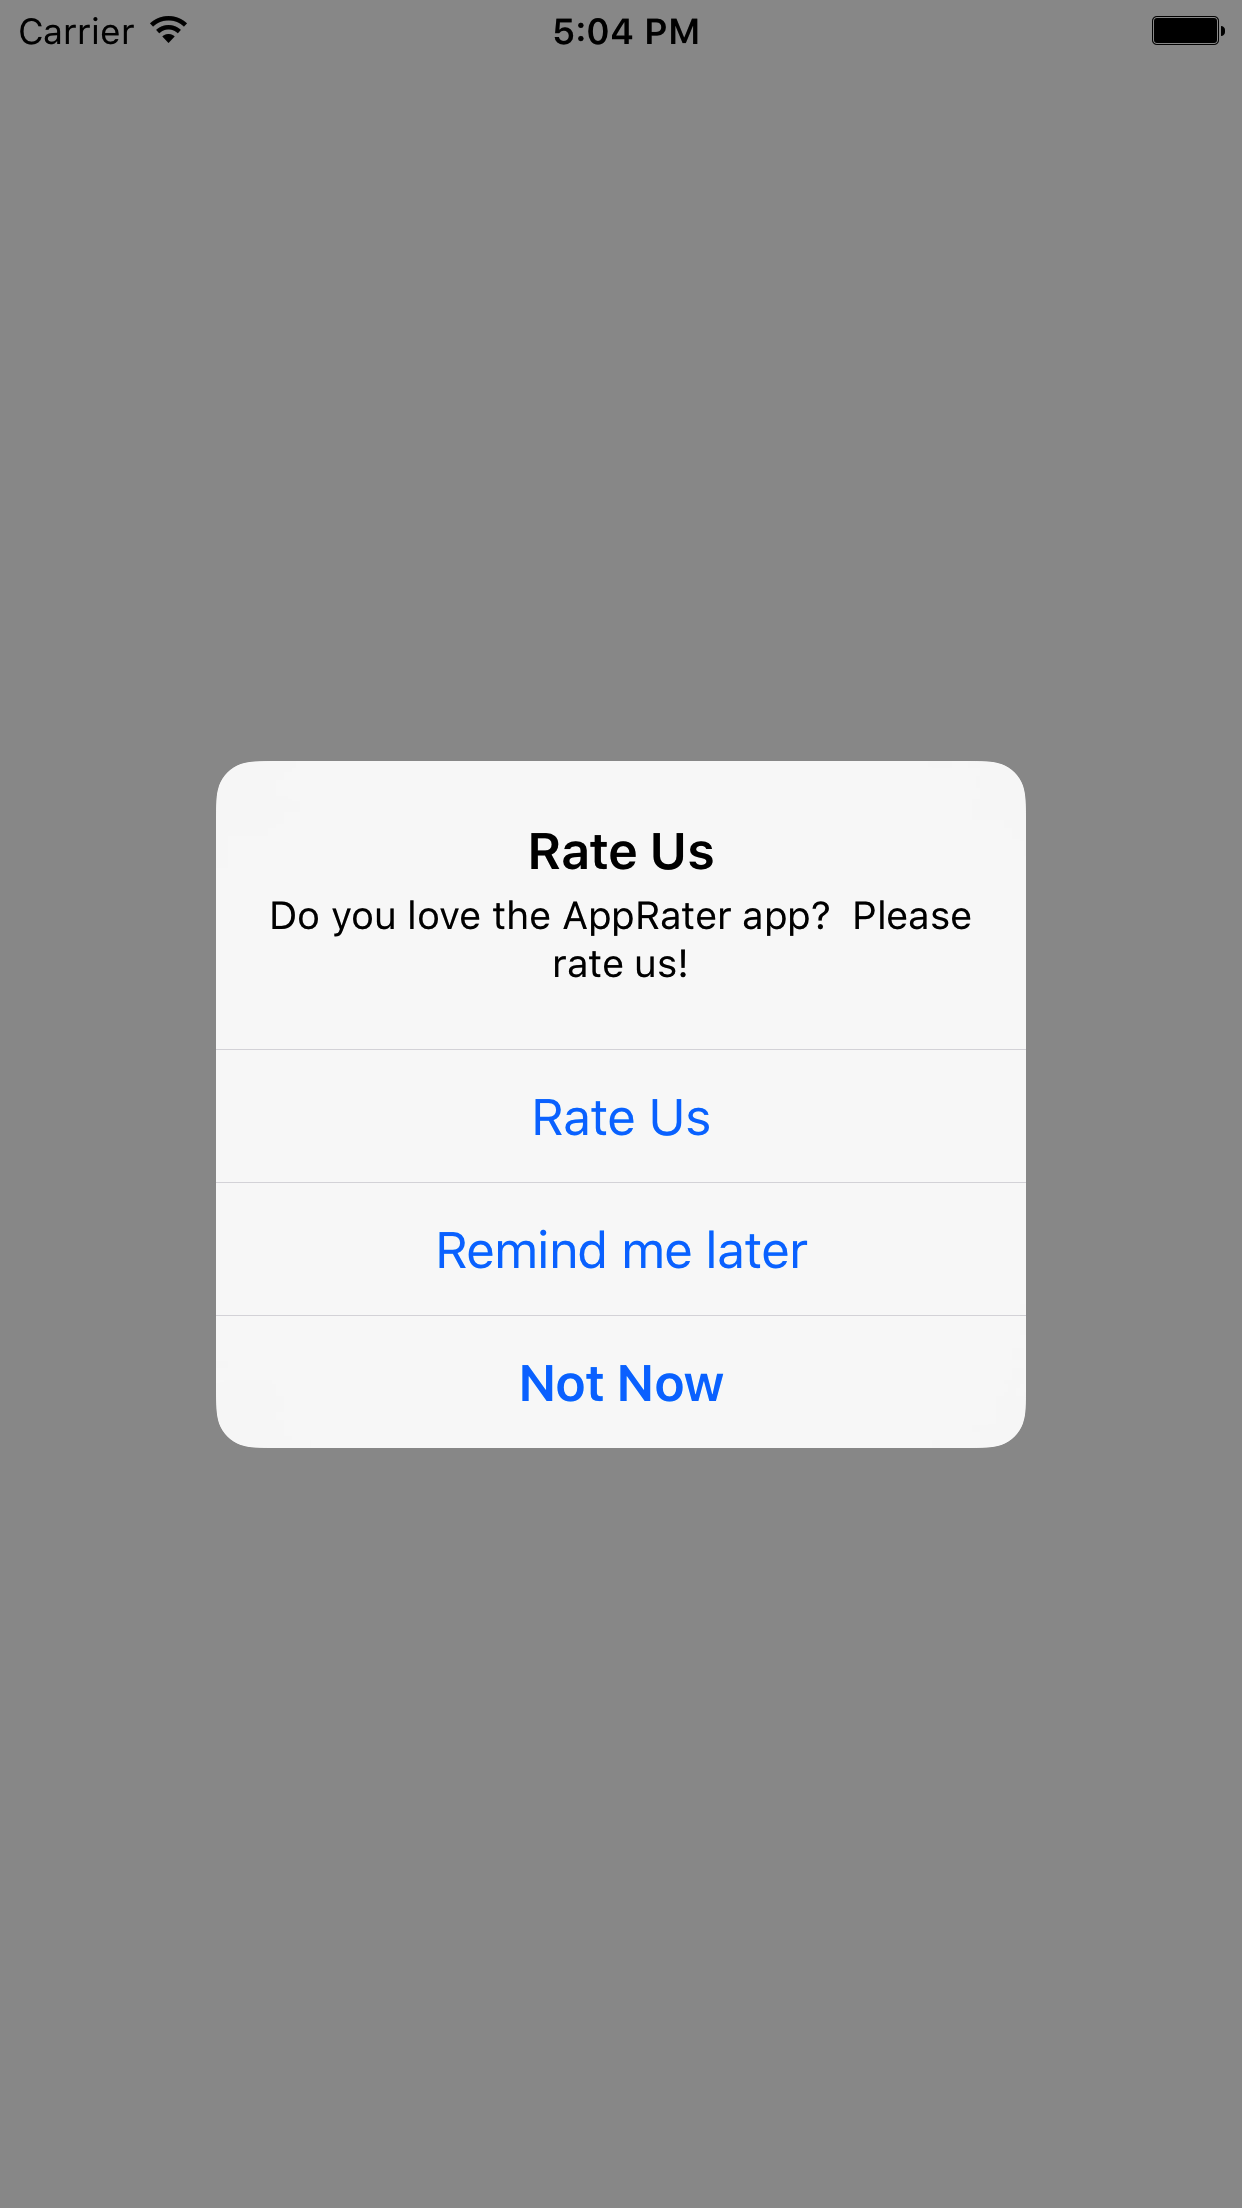 Carrier 5:04 PM
Rate Us
Do you love the AppRater app?  Please
rate us!
Rate Us
Remind me later
Not Now